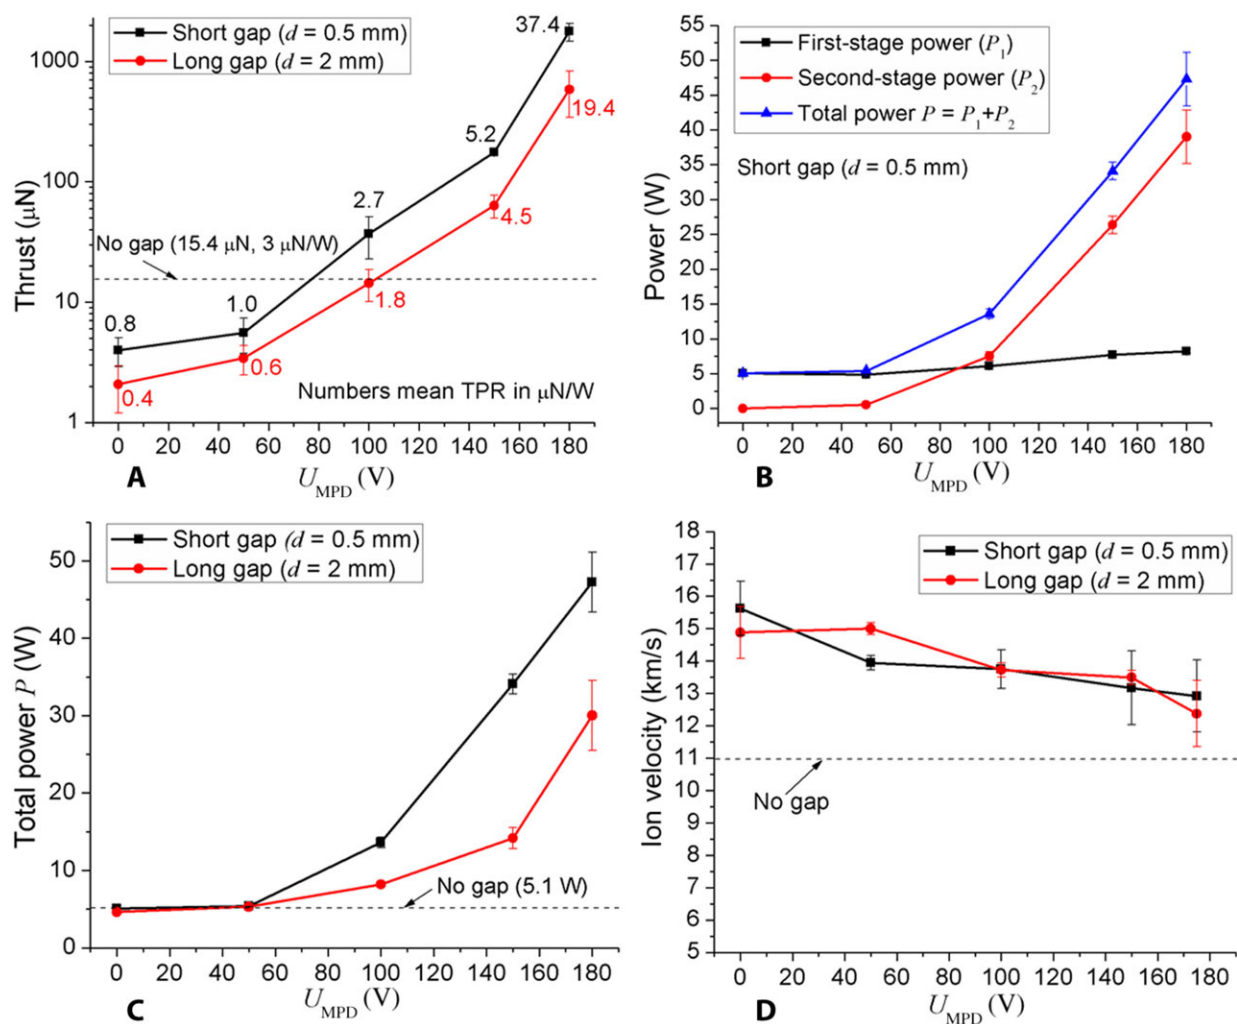 Short gap (d = 0.5 mm)
Long gap (d = 2 mm)
37.4
19.4
5.2
4.5
2.7
1.8
No gap (15.4 μN, 3 μN/W)
1.0
0.8
0.6
0.4
Numbers mean TPR in μN/W
1000
100
10
1
Thrust (μN)
0 20 40 60 80 100 120 140 160 180
A
U_MPD (V)
First-stage power (P₁)
Second-stage power (P₂)
Total power P = P₁+P₂
Short gap (d = 0.5 mm)
55
50
45
40
35
30
25
20
15
10
5
0
Power (W)
0 20 40 60 80 100 120 140 160 180
B
U_MPD (V)
Short gap (d = 0.5 mm)
Long gap (d = 2 mm)
50
40
30
20
10
0
Total power P (W)
No gap (5.1 W)
0 20 40 60 80 100 120 140 160 180
C
U_MPD (V)
Short gap (d = 0.5 mm)
Long gap (d = 2 mm)
18
17
16
15
14
13
12
11
10
9
8
7
6
5
Ion velocity (km/s)
No gap
0 20 40 60 80 100 120 140 160 180
D
U_MPD (V)